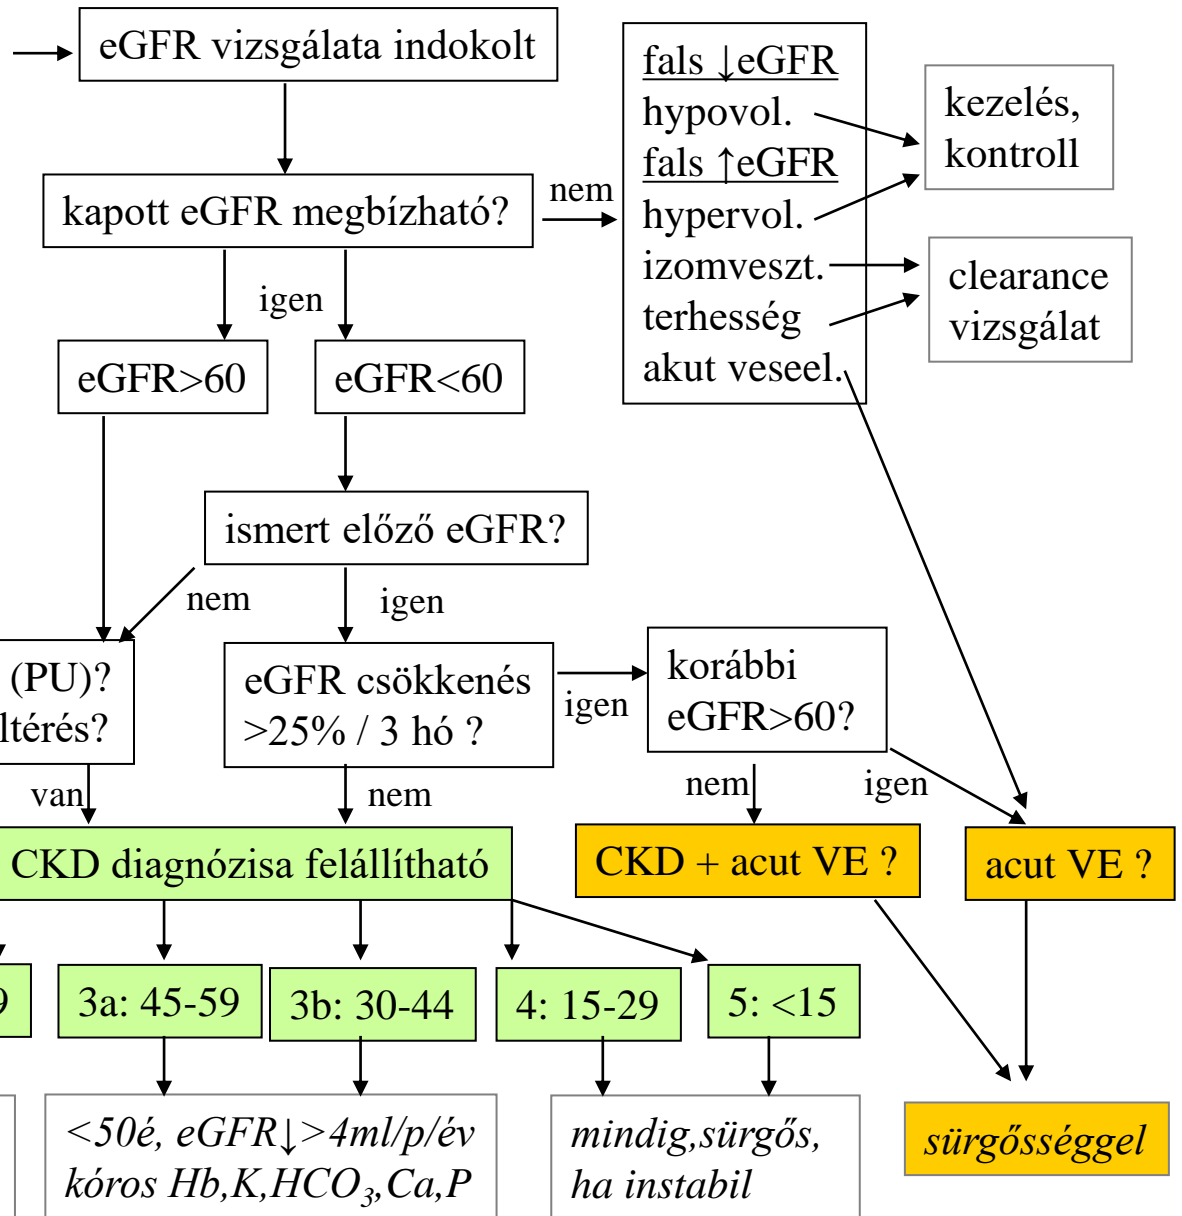 eGFR vizsgálata indokolt
kapott eGFR megbízható?
nem
fals ↓eGFR
hypovol.
fals ↑eGFR
hypervol.
izomveszt.
terhesség
akut veseel.
kezelés,
kontroll
clearance
vizsgálat
igen
eGFR>60
eGFR<60
ismert előző eGFR?
nem
igen
(PU)?
ltérés?
eGFR csökkenés
>25% / 3 hó ?
igen
korábbi
eGFR>60?
van
nem
nem
igen
CKD diagnózisa felállítható
CKD + acut VE ?
acut VE ?
9
3a: 45-59
3b: 30-44
4: 15-29
5: <15
<50é, eGFR↓>4ml/p/év
kóros Hb,K,HCO₃,Ca,P
mindig,sürgős,
ha instabil
sürgősséggel